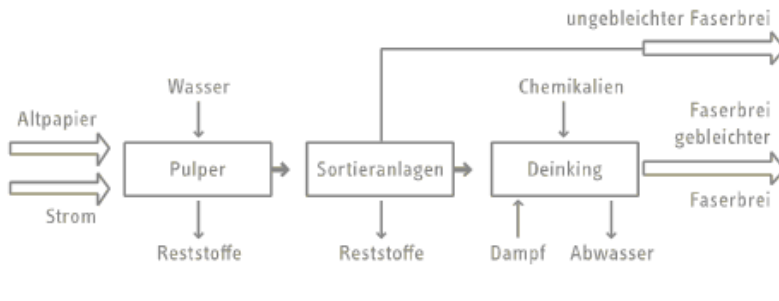 ungebleichter Faserbrei
Wasser
Chemikalien
Altpapier
Faserbrei
gebleichter
Pulper
Sortieranlagen
Deinking
Strom
Faserbrei
Reststoffe
Reststoffe
Dampf
Abwasser